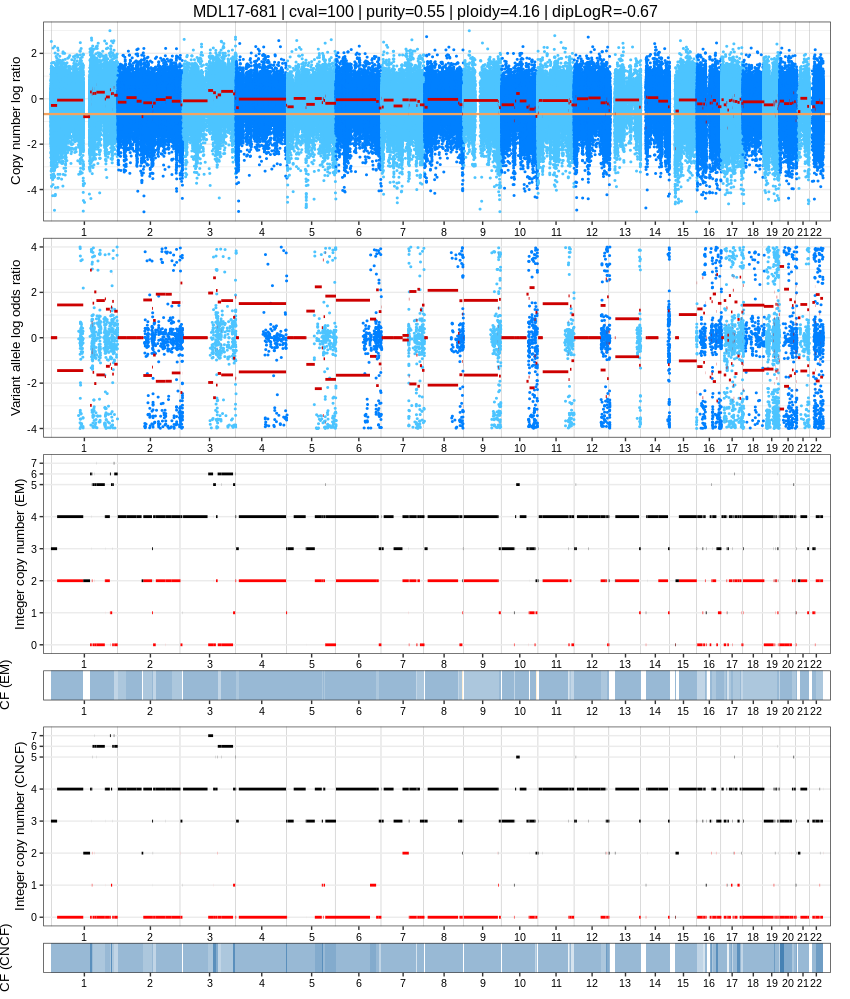 MDL17-681 | cval=100 | purity=0.55 | ploidy=4.16 | dipLogR=-0.67
Copy number log ratio
2
0
-2
-4
1 2 3 4 5 6 7 8 9 10 11 12 13 14 15 16 17 18 19 20 21 22
Variant allele log odds ratio
4
2
0
-2
-4
1 2 3 4 5 6 7 8 9 10 11 12 13 14 15 16 17 18 19 20 21 22
Integer copy number (EM)
7
6
5
4
3
2
1
0
1 2 3 4 5 6 7 8 9 10 11 12 13 14 15 16 17 18 19 20 21 22
CF (EM)
1 2 3 4 5 6 7 8 9 10 11 12 13 14 15 16 17 18 19 20 21 22
Integer copy number (CNCF)
7
6
5
4
3
2
1
0
1 2 3 4 5 6 7 8 9 10 11 12 13 14 15 16 17 18 19 20 21 22
CF (CNCF)
1 2 3 4 5 6 7 8 9 10 11 12 13 14 15 16 17 18 19 20 21 22